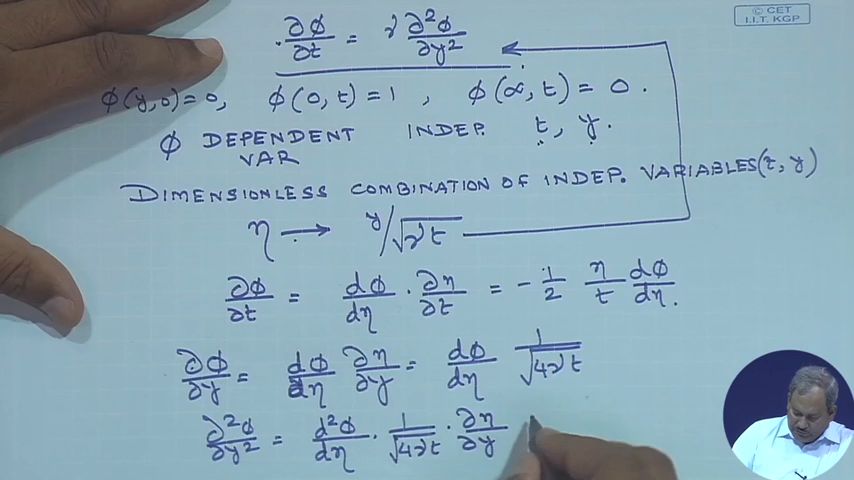 © CET
I.I.T. KGP
∂φ/∂t = ν ∂²φ/∂y²
φ(y,0)=0, φ(0,t)=1, φ(∞,t)=0.
φ DEPENDENT VAR INDEP. t, y.
DIMENSIONLESS COMBINATION OF INDEP. VARIABLES(t, y)
η → y/√νt
∂φ/∂t = dφ/dη · ∂η/∂t = -1/2 η/t dφ/dη.
∂φ/∂y = dφ/dη ∂η/∂y = dφ/dη 1/√4νt
∂²φ/∂y² = d²φ/dη · 1/√4νt · ∂η/∂y